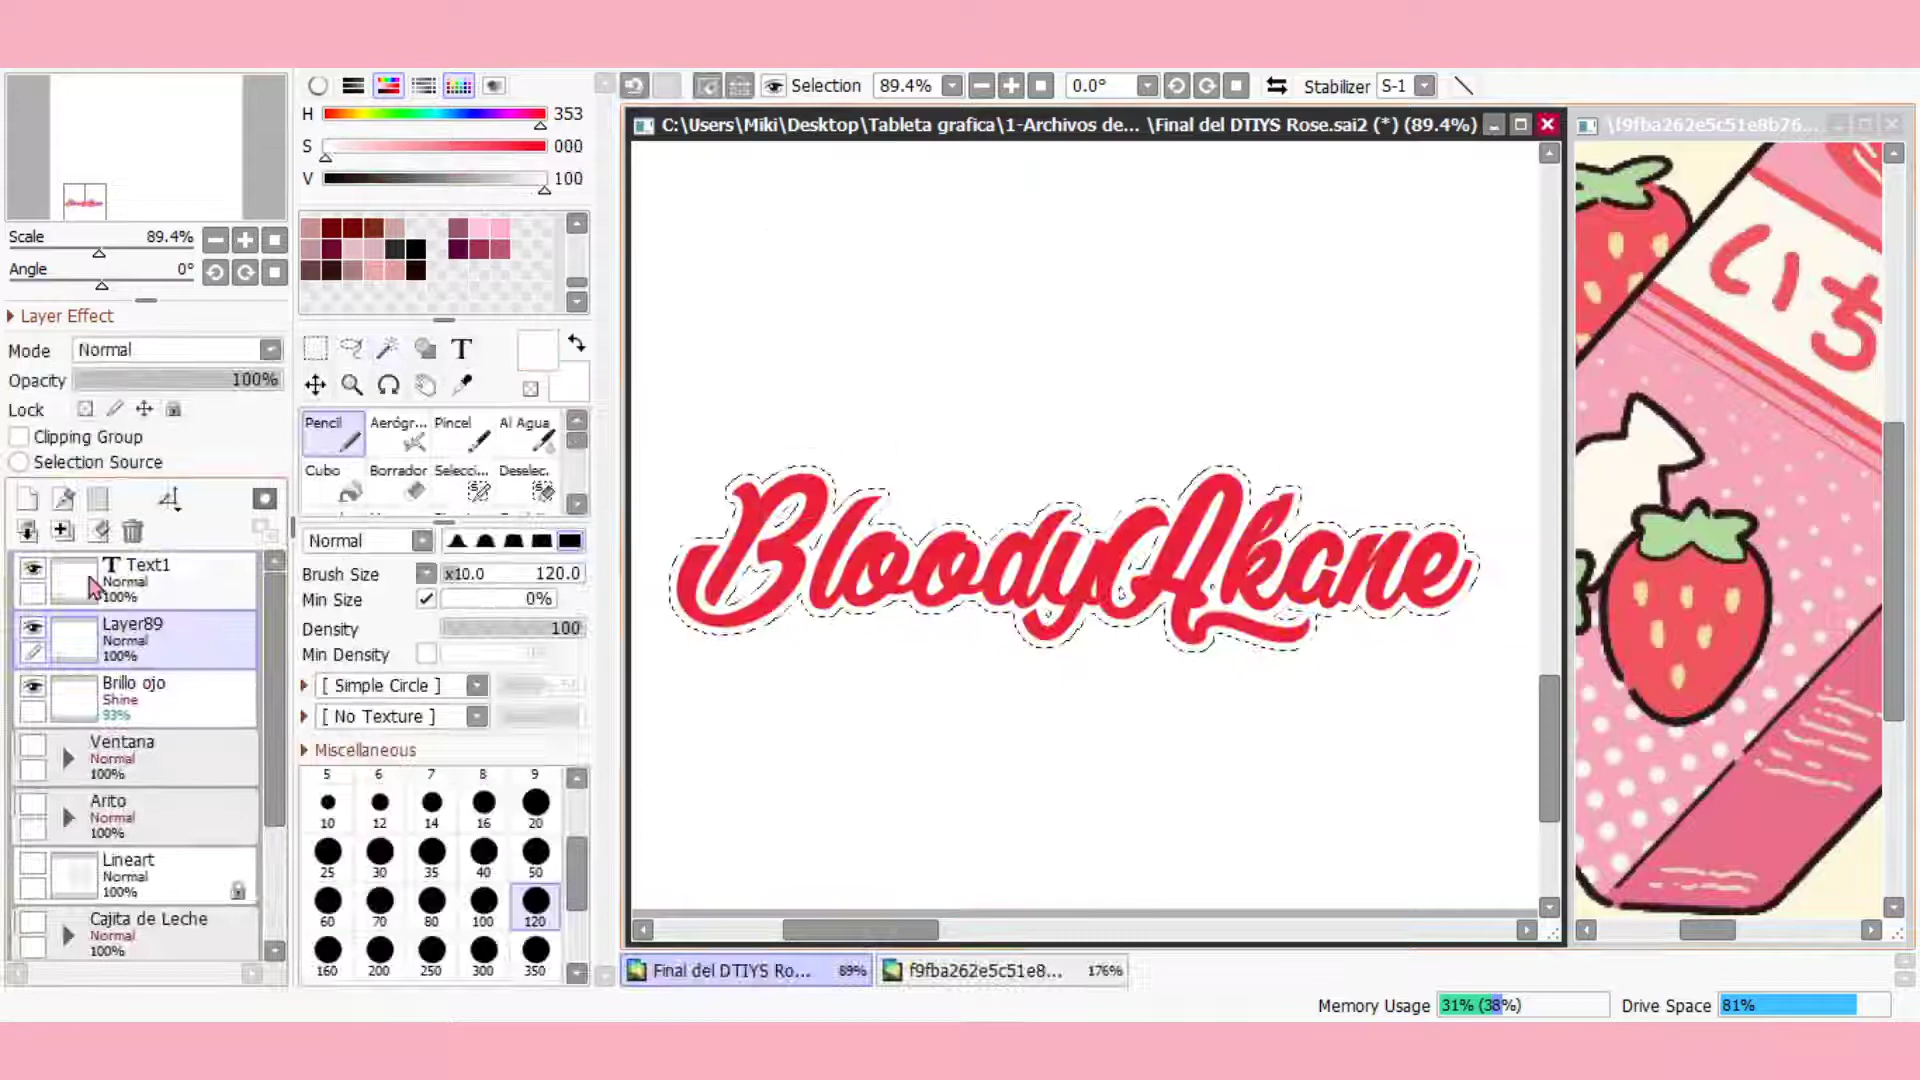 Selection 89.4% 0.0° Stabilizer S-1
H 353
S 000
V 100
Scale 89.4%
Angle 0°
Layer Effect
Mode Normal
Opacity 100%
Lock
Clipping Group
Selection Source
T Text1
Normal
100%
Layer89
Normal
100%
Brillo ojo
Shine
93%
Ventana
Normal
100%
Arito
Normal
100%
Lineart
Normal
100%
Cajita de Leche
Normal
100%
T
Pencil Aerógr... Pincel Al Agua
Cubo Borrador Selecci... Deselec.
Normal
Brush Size x10.0 120.0
Min Size 0%
Density 100
Min Density
[ Simple Circle ]
[ No Texture ]
Miscellaneous
5 6 7 8 9
10 12 14 16 20
25 30 35 40 50
60 70 80 100 120
160 200 250 300 350
C:\Users\Miki\Desktop\Tableta grafica\1-Archivos de... \Final del DTIYS Rose.sai2 (*) (89.4%)
BloodyAkane
\f9fba262e5c51e8b76...
いち
Final del DTIYS Ro... 89%
f9fba262e5c51e8... 176%
Memory Usage 31% (38%) Drive Space 81%